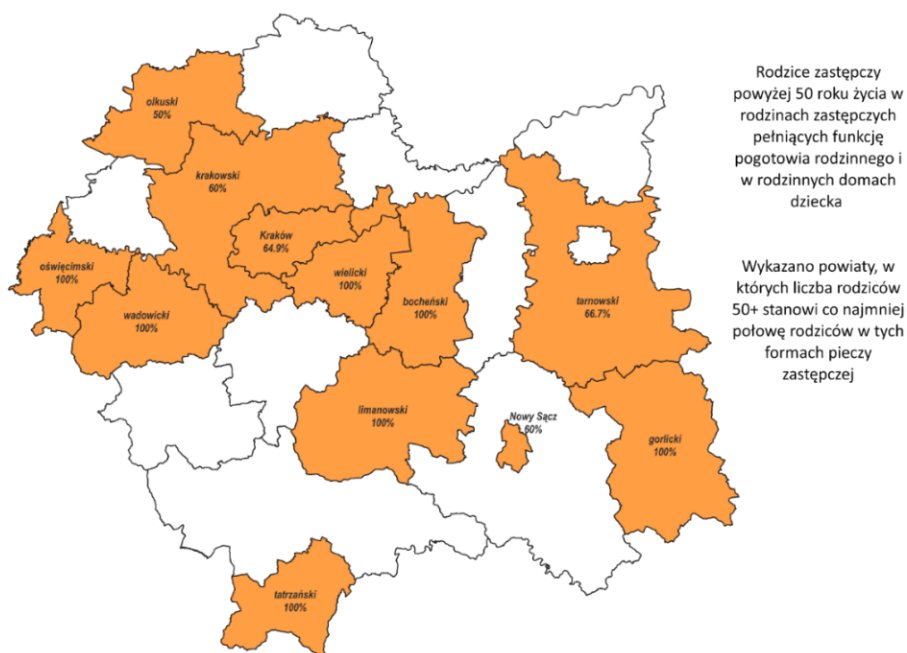 Rodzice zastępczy
powyżej 50 roku życia w
rodzinach zastępczych
pełniących funkcję
pogotowia rodzinnego i
w rodzinnych domach
dziecka
Wykazano powiaty, w
których liczba rodziców
50+ stanowi co najmniej
połowę rodziców w tych
formach pieczy
zastępczej
olkuski
50%
krakowski
60%
Kraków
64.9%
oświęcimski
100%
wadowicki
100%
wielicki
100%
bocheński
100%
tarnowski
66.7%
limanowski
100%
Nowy Sącz
60%
gorlicki
100%
tatrzański
100%